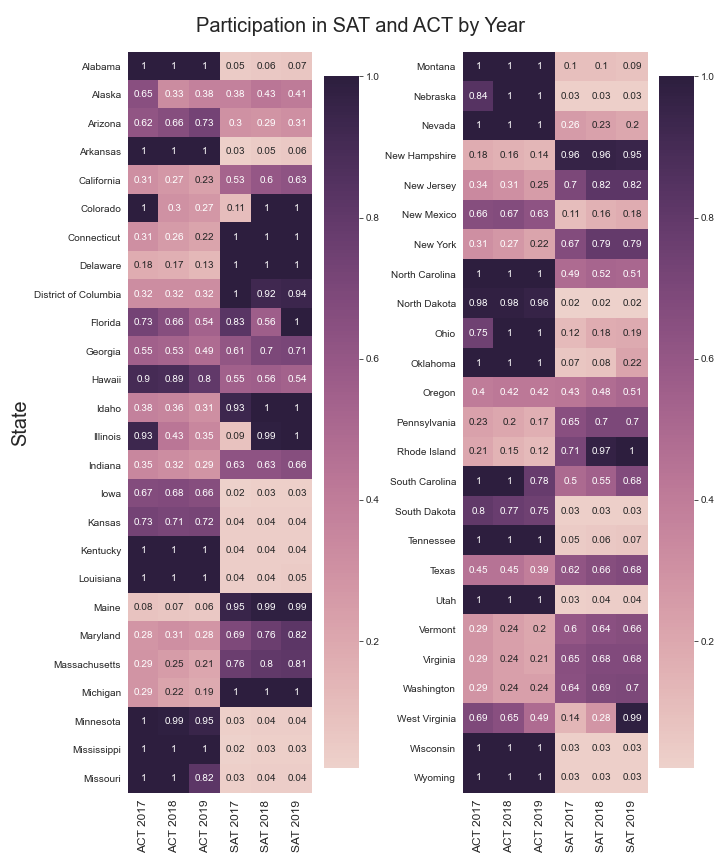 Participation in SAT and ACT by Year
State
Alabama 1 1 1 0.05 0.06 0.07
Alaska 0.65 0.33 0.38 0.38 0.43 0.41
Arizona 0.62 0.66 0.73 0.3 0.29 0.31
Arkansas 1 1 1 0.03 0.05 0.06
California 0.31 0.27 0.23 0.53 0.6 0.63
Colorado 1 0.3 0.27 0.11 1 1
Connecticut 0.31 0.26 0.22 1 1 1
Delaware 0.18 0.17 0.13 1 1 1
District of Columbia 0.32 0.32 0.32 1 0.92 0.94
Florida 0.73 0.66 0.54 0.83 0.56 1
Georgia 0.55 0.53 0.49 0.61 0.7 0.71
Hawaii 0.9 0.89 0.8 0.55 0.56 0.54
Idaho 0.38 0.36 0.31 0.93 1 1
Illinois 0.93 0.43 0.35 0.09 0.99 1
Indiana 0.35 0.32 0.29 0.63 0.63 0.66
Iowa 0.67 0.68 0.66 0.02 0.03 0.03
Kansas 0.73 0.71 0.72 0.04 0.04 0.04
Kentucky 1 1 1 0.04 0.04 0.04
Louisiana 1 1 1 0.04 0.04 0.05
Maine 0.08 0.07 0.06 0.95 0.99 0.99
Maryland 0.28 0.31 0.28 0.69 0.76 0.82
Massachusetts 0.29 0.25 0.21 0.76 0.8 0.81
Michigan 0.29 0.22 0.19 1 1 1
Minnesota 1 0.99 0.95 0.03 0.04 0.04
Mississippi 1 1 1 0.02 0.03 0.03
Missouri 1 1 0.82 0.03 0.04 0.04
ACT 2017 ACT 2018 ACT 2019 SAT 2017 SAT 2018 SAT 2019
1.0
0.8
0.6
0.4
0.2
Montana 1 1 1 0.1 0.1 0.09
Nebraska 0.84 1 1 0.03 0.03 0.03
Nevada 1 1 1 0.26 0.23 0.2
New Hampshire 0.18 0.16 0.14 0.96 0.96 0.95
New Jersey 0.34 0.31 0.25 0.7 0.82 0.82
New Mexico 0.66 0.67 0.63 0.11 0.16 0.18
New York 0.31 0.27 0.22 0.67 0.79 0.79
North Carolina 1 1 1 0.49 0.52 0.51
North Dakota 0.98 0.98 0.96 0.02 0.02 0.02
Ohio 0.75 1 1 0.12 0.18 0.19
Oklahoma 1 1 1 0.07 0.08 0.22
Oregon 0.4 0.42 0.42 0.43 0.48 0.51
Pennsylvania 0.23 0.2 0.17 0.65 0.7 0.7
Rhode Island 0.21 0.15 0.12 0.71 0.97 1
South Carolina 1 1 0.78 0.5 0.55 0.68
South Dakota 0.8 0.77 0.75 0.03 0.03 0.03
Tennessee 1 1 1 0.05 0.06 0.07
Texas 0.45 0.45 0.39 0.62 0.66 0.68
Utah 1 1 1 0.03 0.04 0.04
Vermont 0.29 0.24 0.2 0.6 0.64 0.66
Virginia 0.29 0.24 0.21 0.65 0.68 0.68
Washington 0.29 0.24 0.24 0.64 0.69 0.7
West Virginia 0.69 0.65 0.49 0.14 0.28 0.99
Wisconsin 1 1 1 0.03 0.03 0.03
Wyoming 1 1 1 0.03 0.03 0.03
ACT 2017 ACT 2018 ACT 2019 SAT 2017 SAT 2018 SAT 2019
1.0
0.8
0.6
0.4
0.2